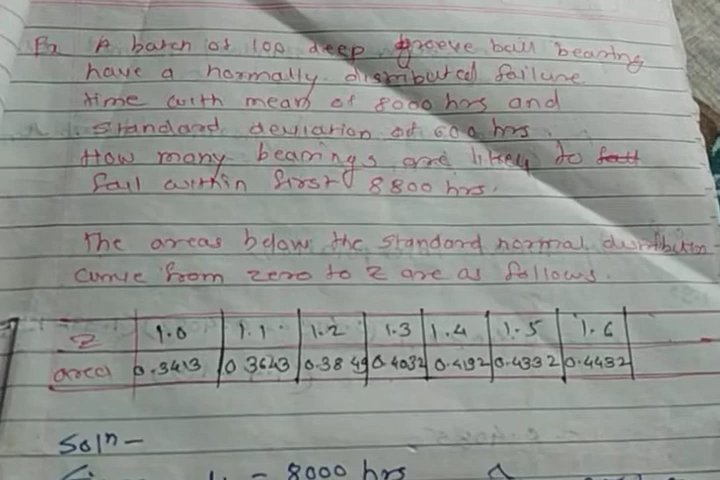 Ex A batch of 100 deep groove ball bearing
have a normally distributed failure
time with mean of 8000 hrs and
standard deviation of 600 hrs.
How many bearings are likely to
fail within first 8800 hrs.
The areas below the standard normal distribution
curve from zero to z are as follows.
Z 1.0 1.1 1.2 1.3 1.4 1.5 1.6
area 0.3413 0.3643 0.3849 0.4032 0.4192 0.4332 0.4432
Soln -
= 8000 hrs